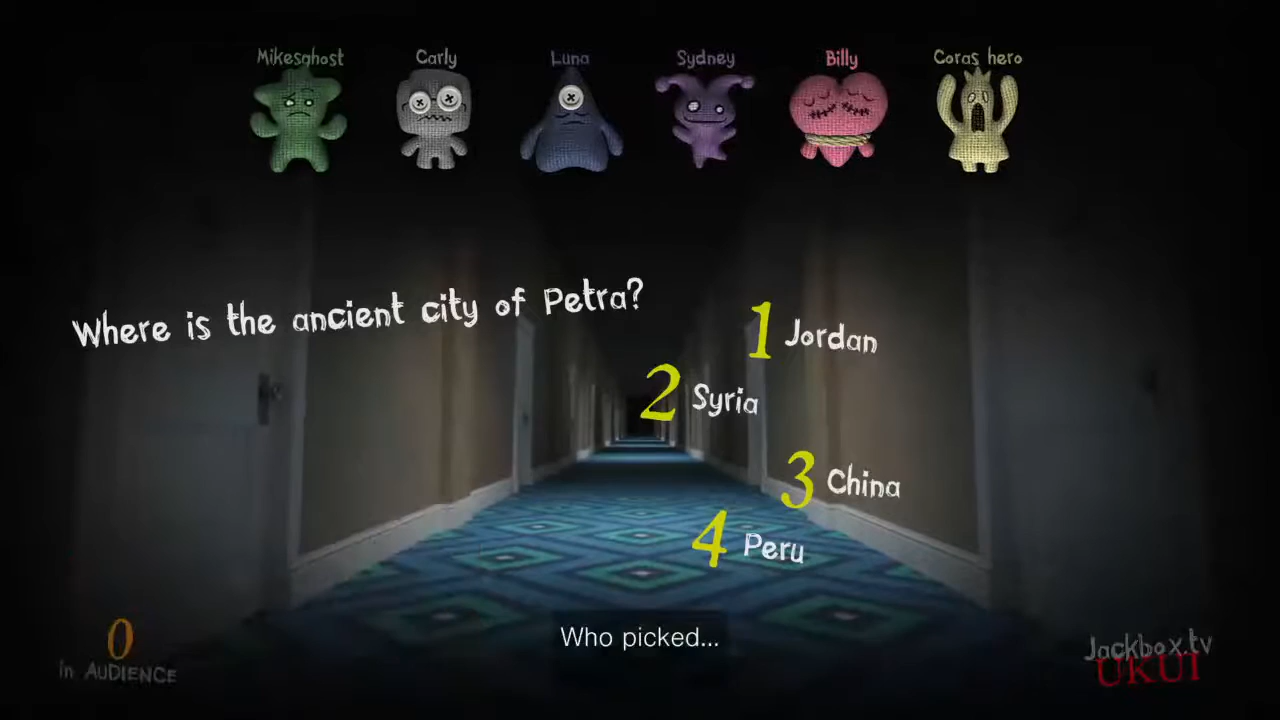 Mikesghost
Carly
Luna
Sydney
Billy
Coras hero
Where is the ancient city of Petra?
1 Jordan
2 Syria
3 China
4 Peru
Who picked...
0
in AUDIENCE
Jackbox.tv
UKUI